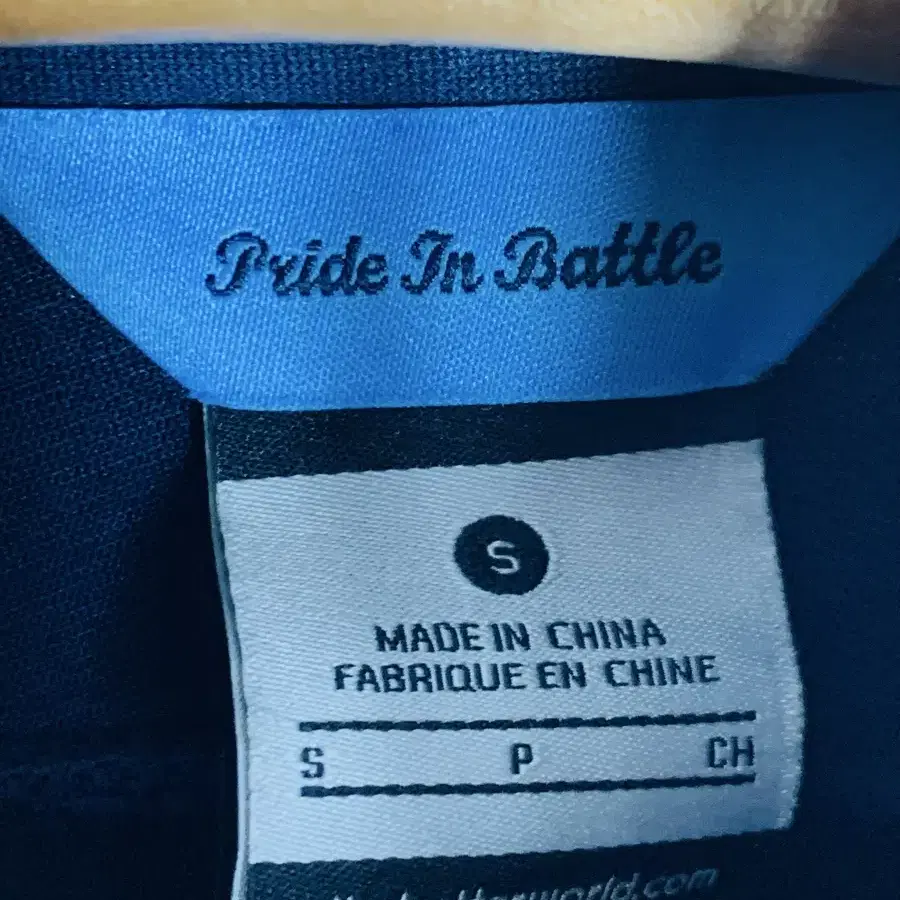 Pride In Battle
S
MADE IN CHINA
FABRIQUE EN CHINE
S P CH